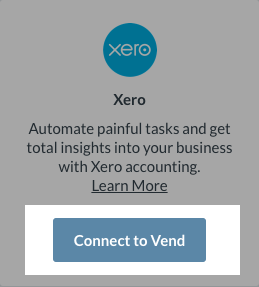 xero
Xero
Automate painful tasks and get
total insights into your business
with Xero accounting.
Learn More
Connect to Vend